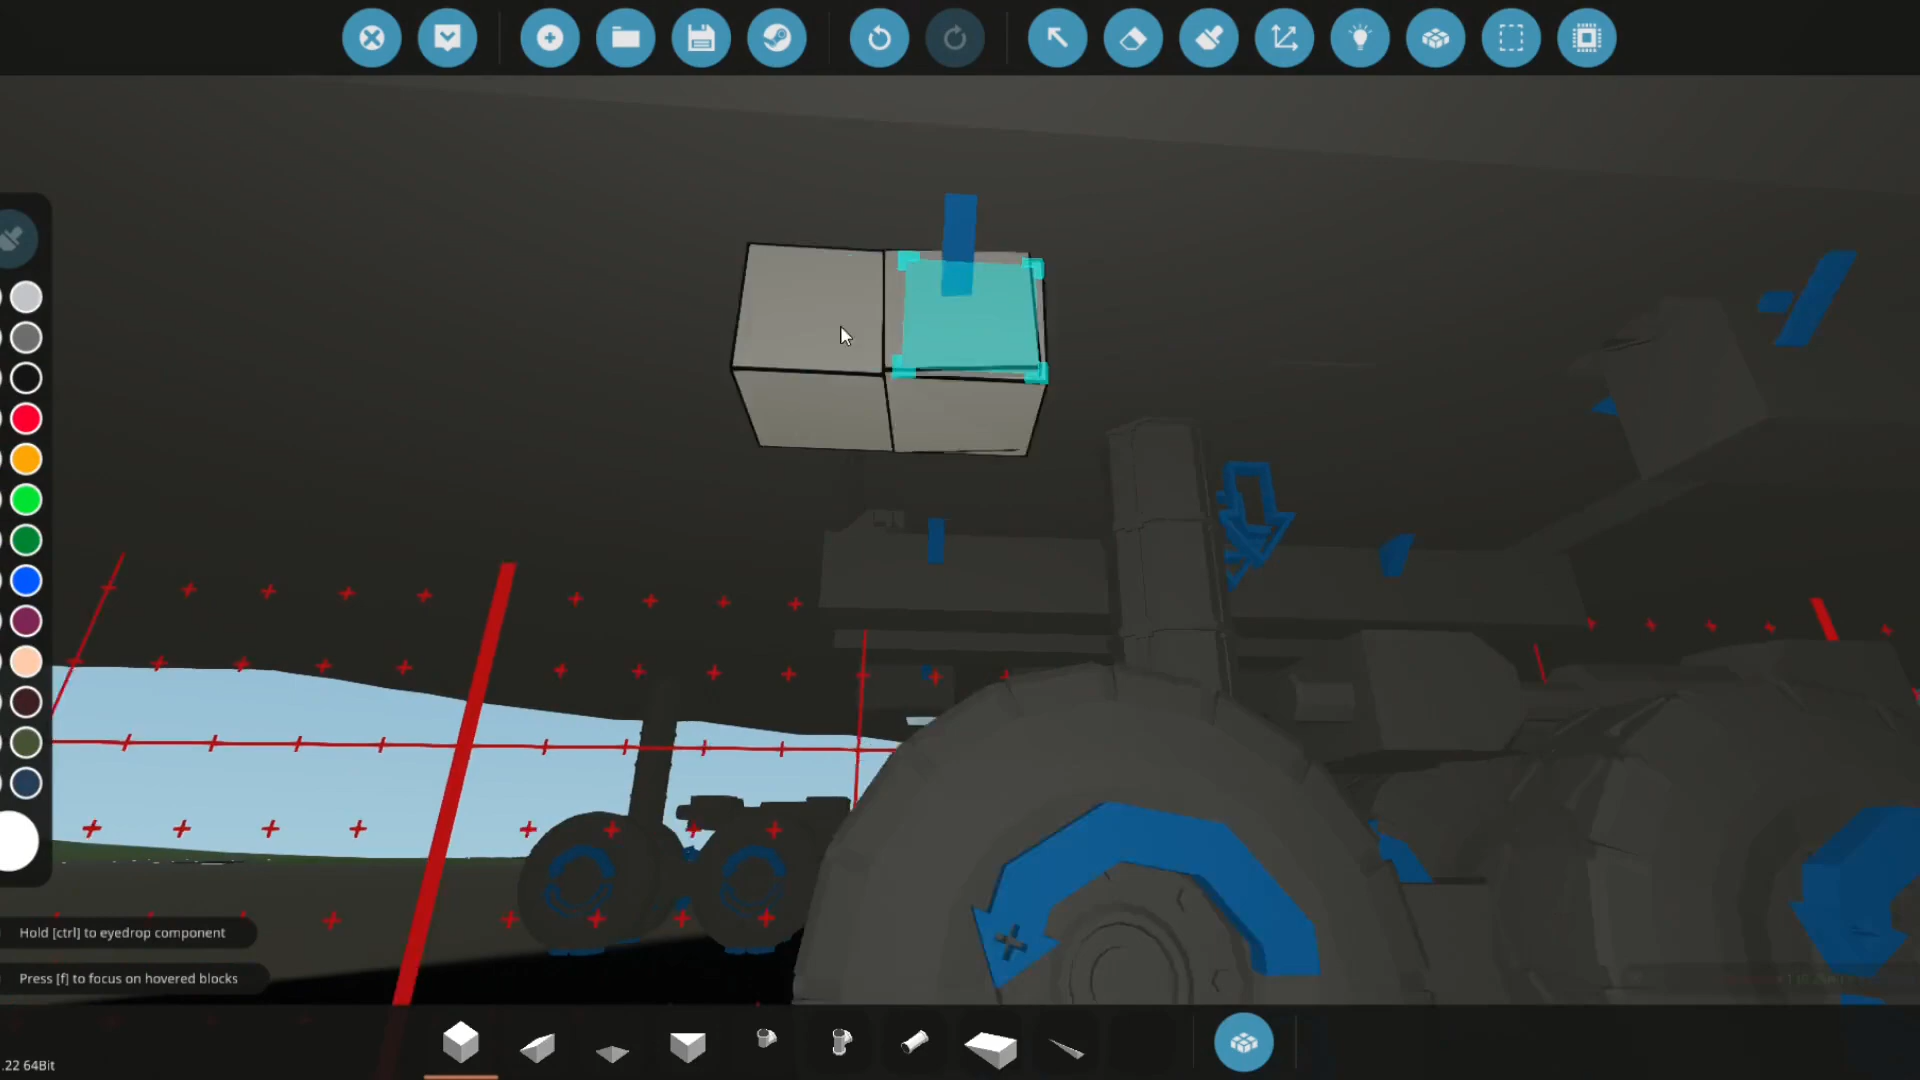 Hold [ctrl] to eyedrop component
Press [f] to focus on hovered blocks
.22 64Bit